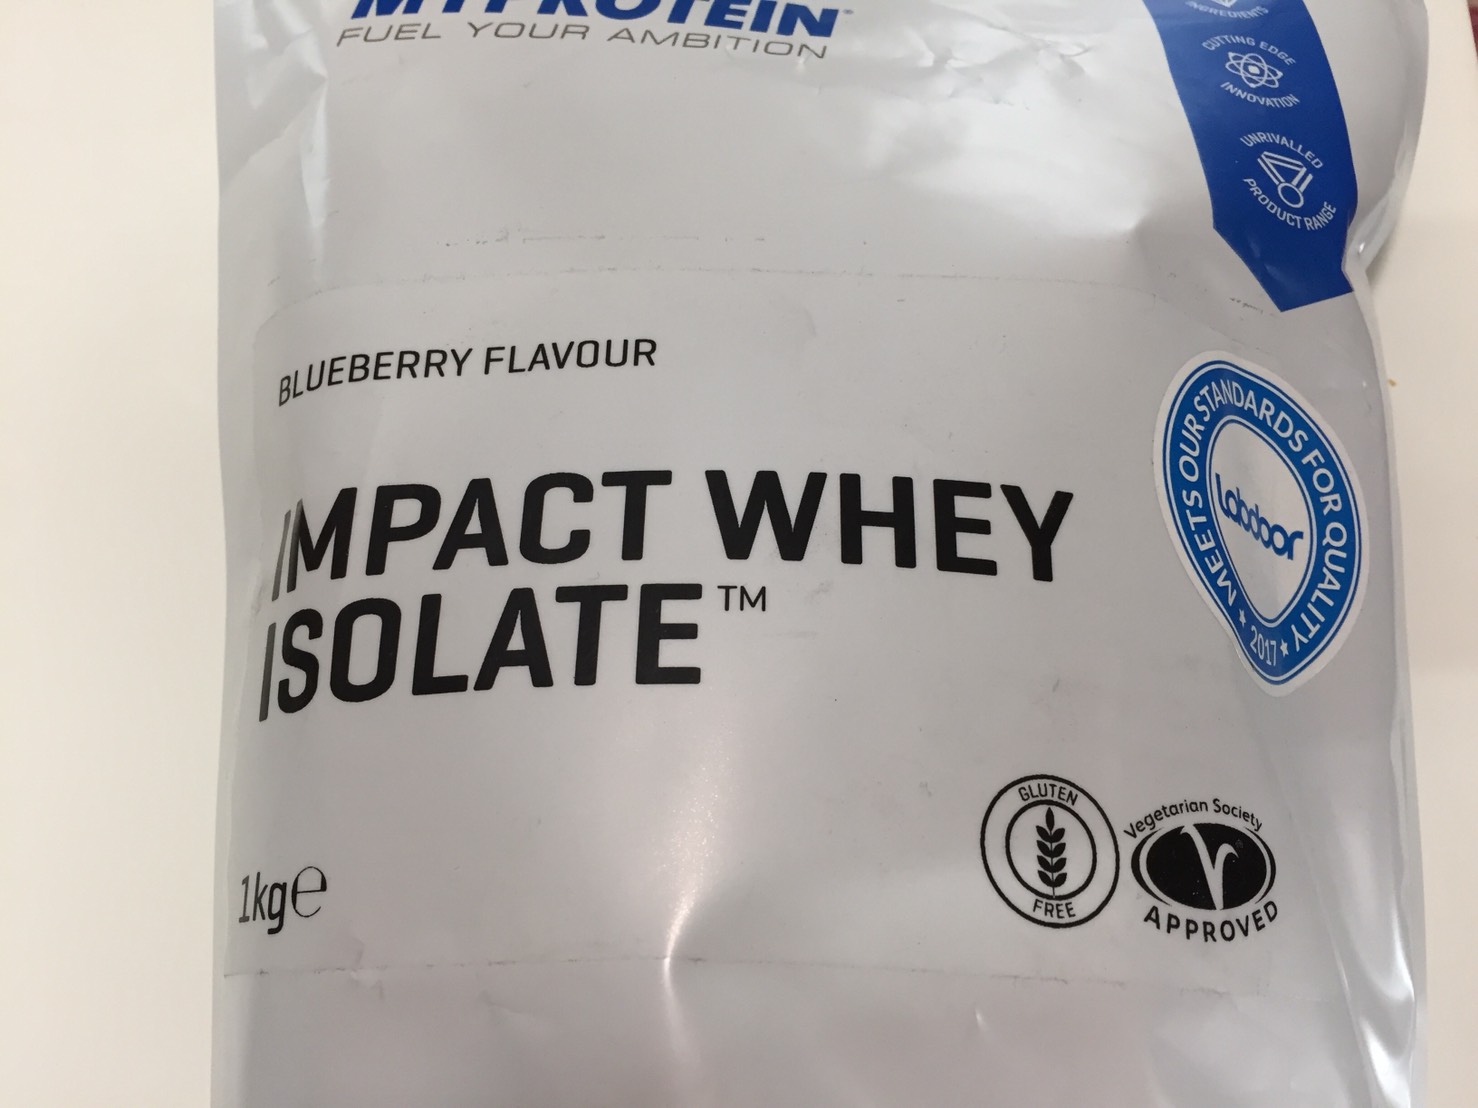 MYPROTEIN
FUEL YOUR AMBITION
INGREDIENTS
CUTTING EDGE
INNOVATION
UNRIVALLED
PRODUCT RANGE
BLUEBERRY FLAVOUR
IMPACT WHEY
ISOLATE™
MEETS OUR STANDARDS FOR QUALITY
Labdoor
★ 2017 ★
1kg℮
GLUTEN
FREE
Vegetarian Society
APPROVED